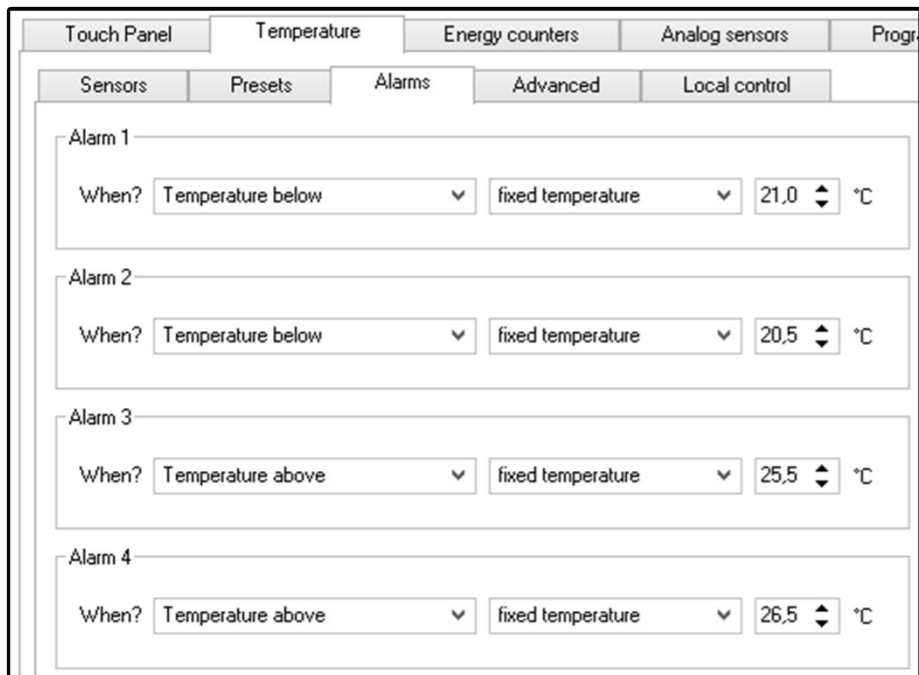 Touch Panel Temperature Energy counters Analog sensors Progra
Sensors Presets Alarms Advanced Local control
Alarm 1
When? Temperature below fixed temperature 21,0 °C
Alarm 2
When? Temperature below fixed temperature 20,5 °C
Alarm 3
When? Temperature above fixed temperature 25,5 °C
Alarm 4
When? Temperature above fixed temperature 26,5 °C